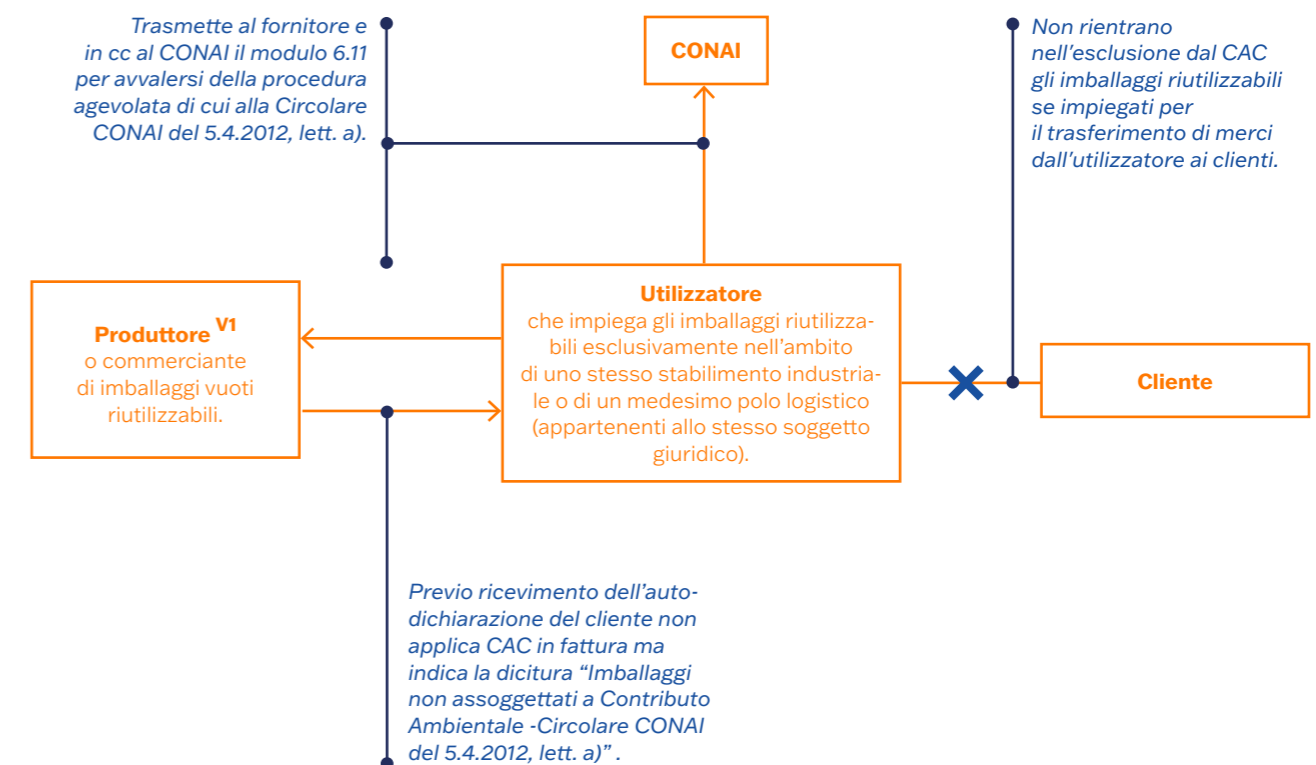 Trasmette al fornitore e
in cc al CONAI il modulo 6.11
per avvalersi della procedura
agevolata di cui alla Circolare
CONAI del 5.4.2012, lett. a).
CONAI
Non rientrano
nell'esclusione dal CAC
gli imballaggi riutilizzabili
se impiegati per
il trasferimento di merci
dall'utilizzatore ai clienti.
Produttore V1
o commerciante
di imballaggi vuoti
riutilizzabili.
Utilizzatore
che impiega gli imballaggi riutilizza-
bili esclusivamente nell'ambito
di uno stesso stabilimento industria-
le o di un medesimo polo logistico
(appartenenti allo stesso soggetto
giuridico).
Cliente
Previo ricevimento dell'auto-
dichiarazione del cliente non
applica CAC in fattura ma
indica la dicitura “Imballaggi
non assoggettati a Contributo
Ambientale -Circolare CONAI
del 5.4.2012, lett. a)” .